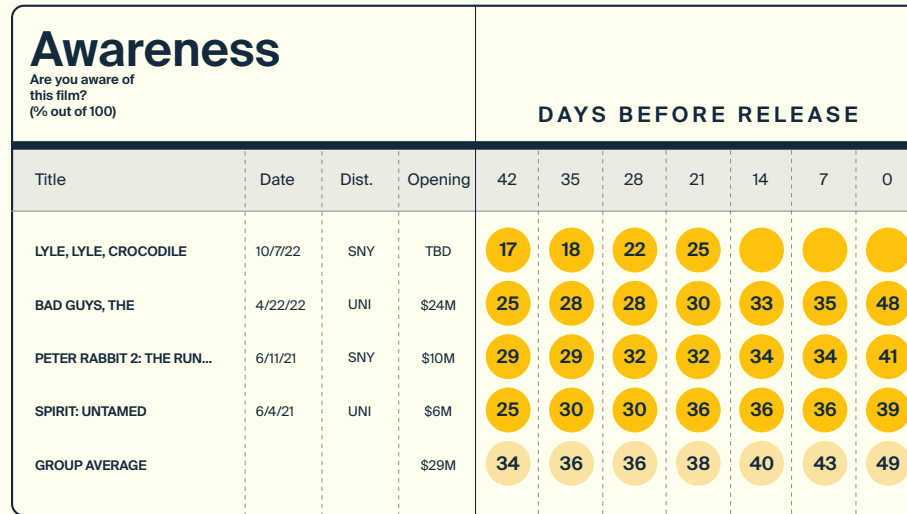 Awareness
Are you aware of
this film?
(% out of 100)
DAYS BEFORE RELEASE
Title Date Dist. Opening 42 35 28 21 14 7 0
LYLE, LYLE, CROCODILE 10/7/22 SNY TBD 17 18 22 25
BAD GUYS, THE 4/22/22 UNI $24M 25 28 28 30 33 35 48
PETER RABBIT 2: THE RUN... 6/11/21 SNY $10M 29 29 32 32 34 34 41
SPIRIT: UNTAMED 6/4/21 UNI $6M 25 30 30 36 36 36 39
GROUP AVERAGE $29M 34 36 36 38 40 43 49